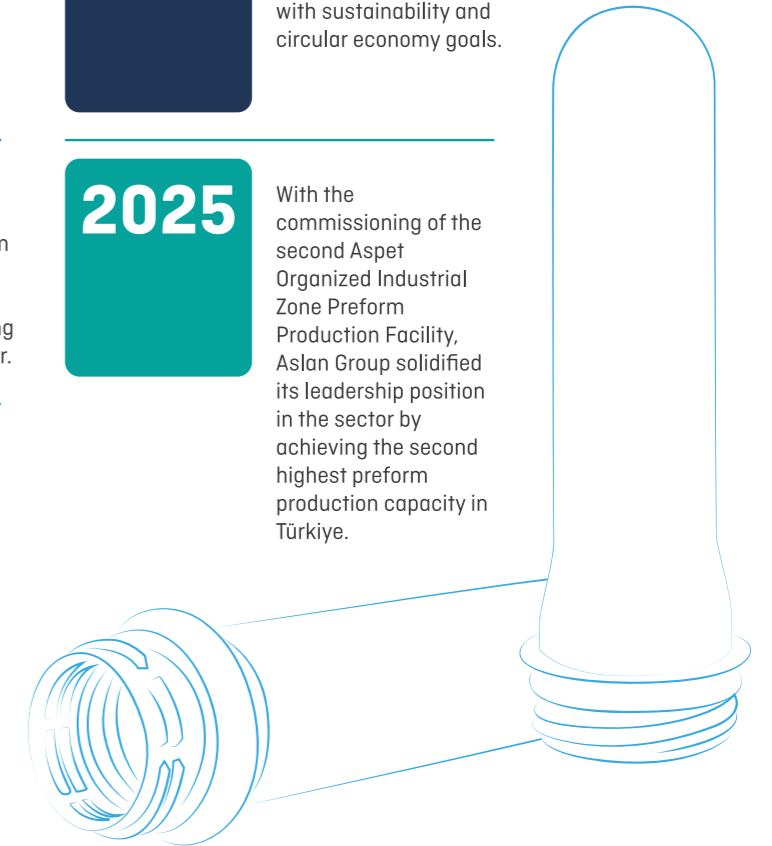 with sustainability and
circular economy goals.
2025
With the
commissioning of the
second Aspet
Organized Industrial
Zone Preform
Production Facility,
Aslan Group solidified
its leadership position
in the sector by
achieving the second
highest preform
production capacity in
Türkiye.